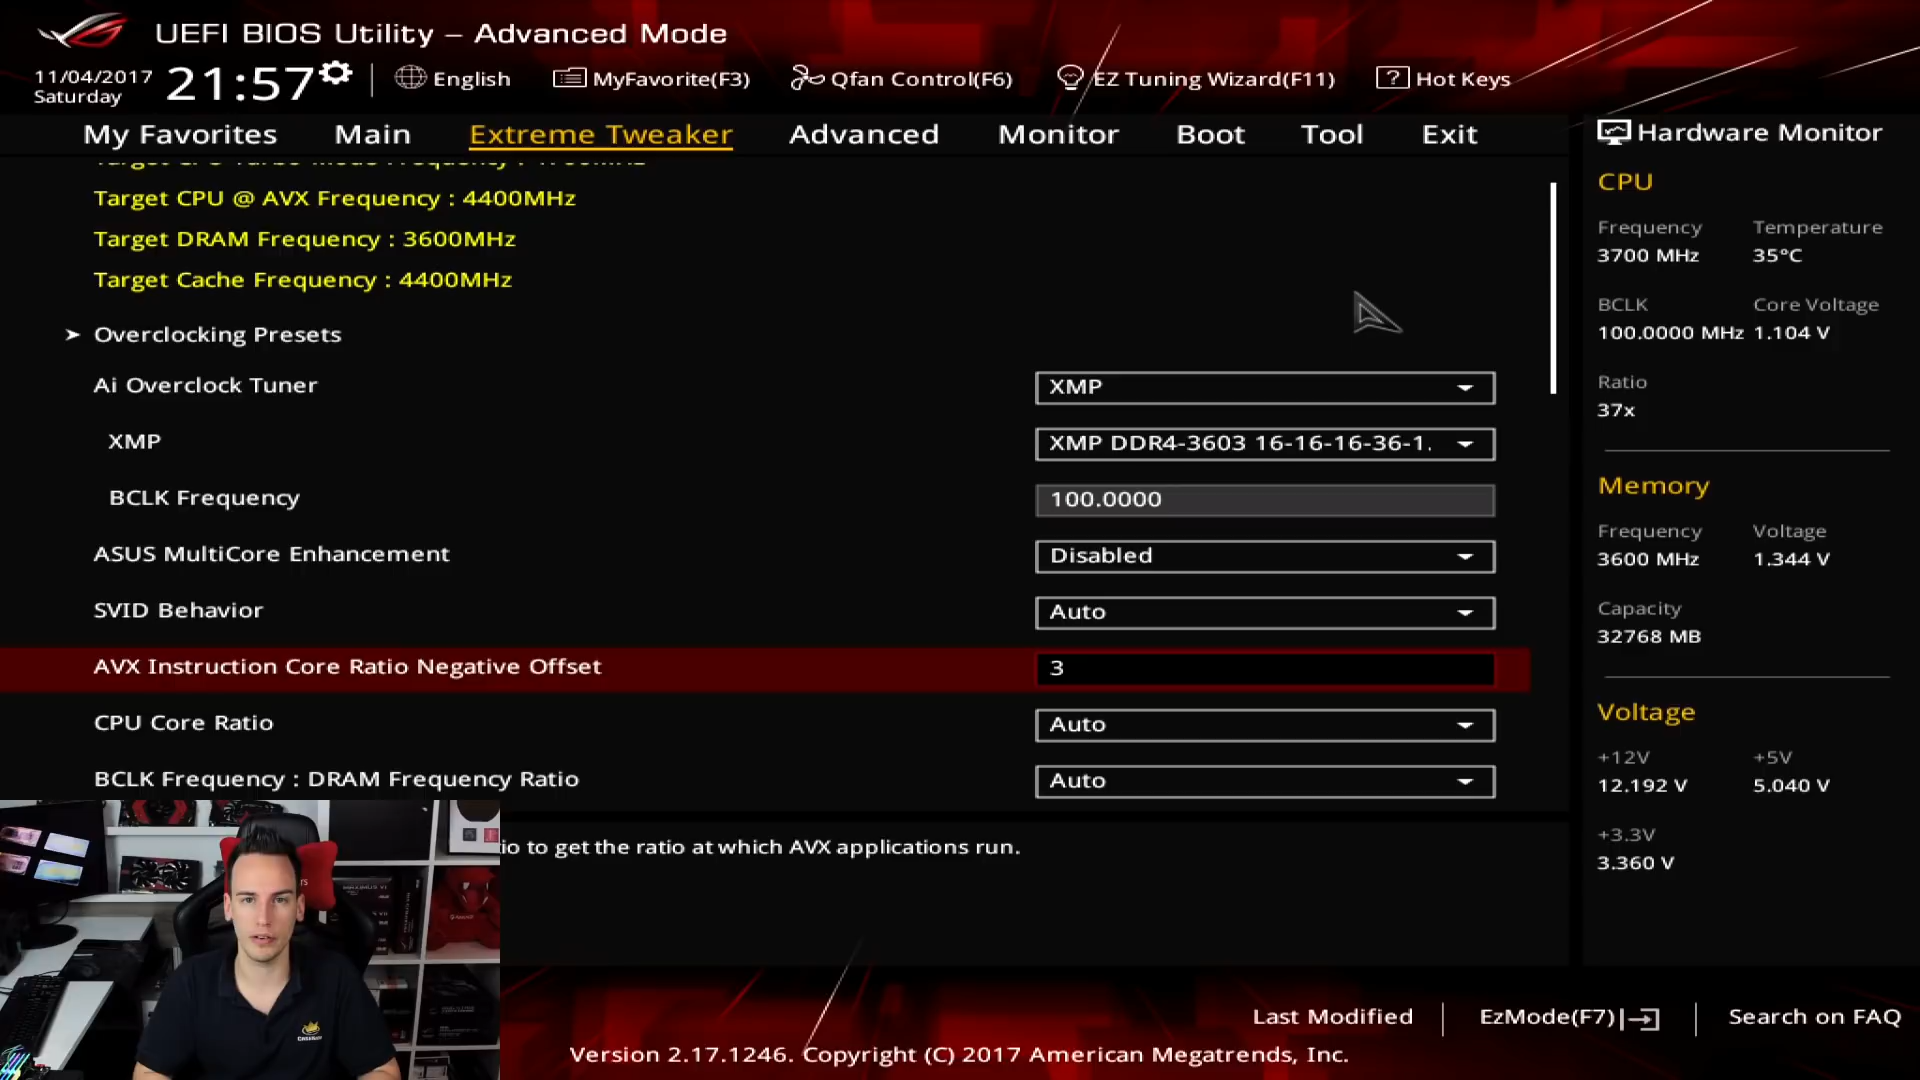 UEFI BIOS Utility – Advanced Mode
11/04/2017
Saturday
21:57
English
MyFavorite(F3)
Qfan Control(F6)
EZ Tuning Wizard(F11)
? Hot Keys
My Favorites
Main
Extreme Tweaker
Advanced
Monitor
Boot
Tool
Exit
Target CPU @ AVX Frequency : 4400MHz
Target DRAM Frequency : 3600MHz
Target Cache Frequency : 4400MHz
Overclocking Presets
Ai Overclock Tuner XMP
XMP XMP DDR4-3603 16-16-16-36-1.
BCLK Frequency 100.0000
ASUS MultiCore Enhancement Disabled
SVID Behavior Auto
AVX Instruction Core Ratio Negative Offset 3
CPU Core Ratio Auto
BCLK Frequency : DRAM Frequency Ratio Auto
io to get the ratio at which AVX applications run.
Hardware Monitor
CPU
Frequency Temperature
3700 MHz 35°C
BCLK Core Voltage
100.0000 MHz 1.104 V
Ratio
37x
Memory
Frequency Voltage
3600 MHz 1.344 V
Capacity
32768 MB
Voltage
+12V +5V
12.192 V 5.040 V
+3.3V
3.360 V
Last Modified
EzMode(F7)
Search on FAQ
Version 2.17.1246. Copyright (C) 2017 American Megatrends, Inc.